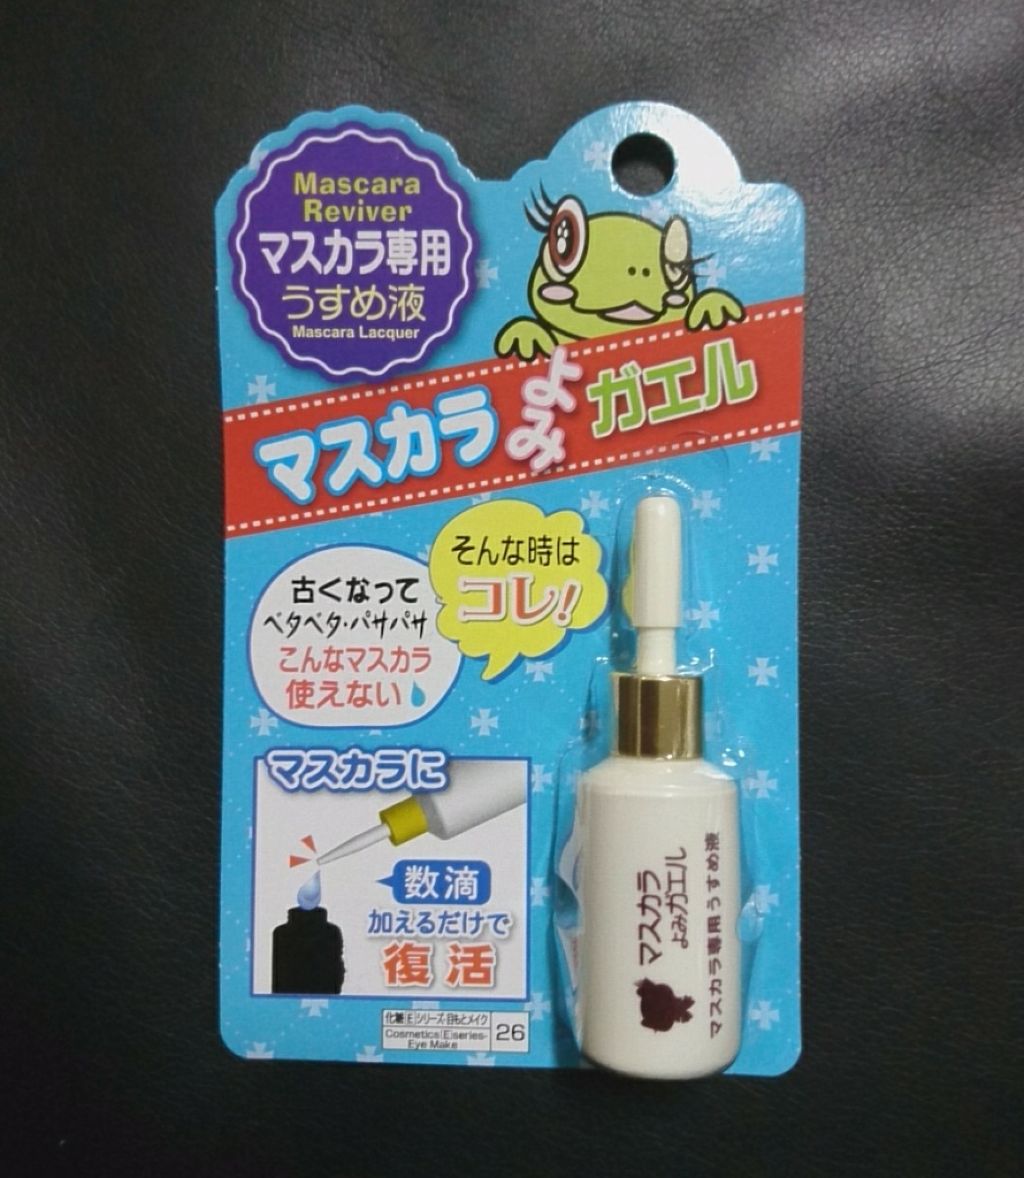 Mascara
Reviver
マスカラ専用
うすめ液
Mascara Lacquer
マスカラよみガエル
そんな時は
コレ!
古くなって
ベタベタ・パサパサ
こんなマスカラ
使えない
マスカラに
数滴
加えるだけで
復活
化粧Eシリーズ・目もとメイク
Cosmetics E series-
Eye Make
26
マスカラ
よみガエル
マスカラ専用うすめ液